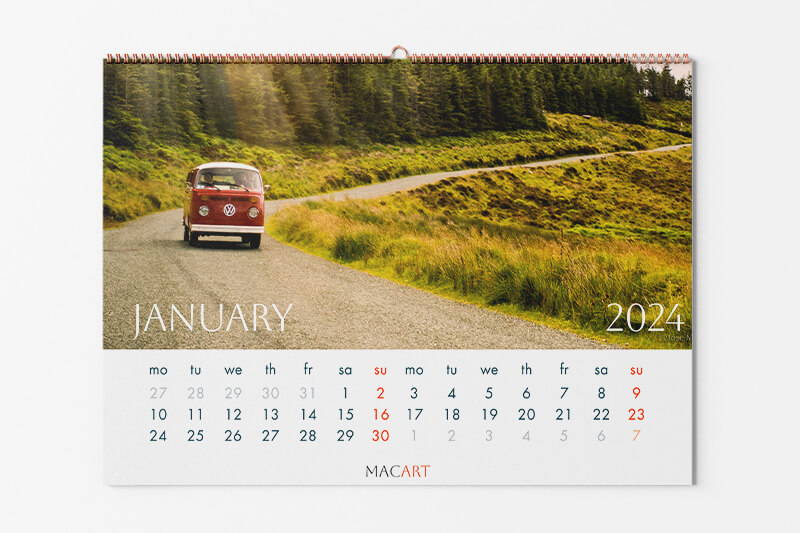 JANUARY 2024
mo tu we th fr sa su mo tu we th fr sa su
27 28 29 30 31 1 2 3 4 5 6 7 8 9
10 11 12 13 14 15 16 17 18 19 20 21 22 23
24 25 26 27 28 29 30 1 2 3 4 5 6 7
MACART